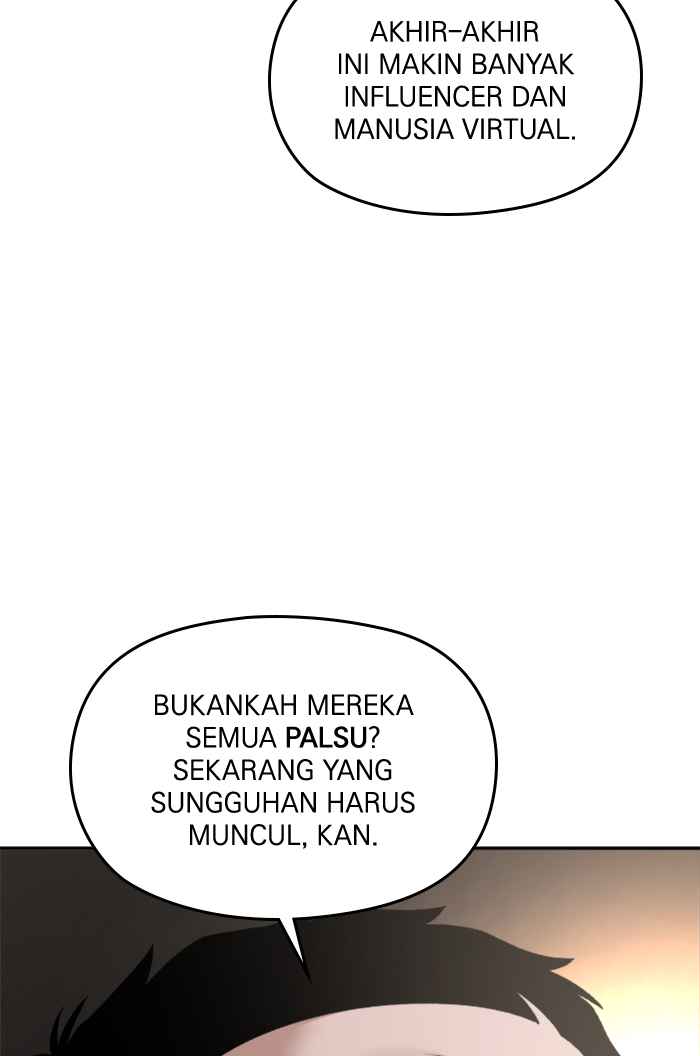 AKHIR-AKHIR
INI MAKIN BANYAK
INFLUENCER DAN
MANUSIA VIRTUAL.
BUKANKAH MEREKA
SEMUA PALSU?
SEKARANG YANG
SUNGGUHAN HARUS
MUNCUL, KAN.